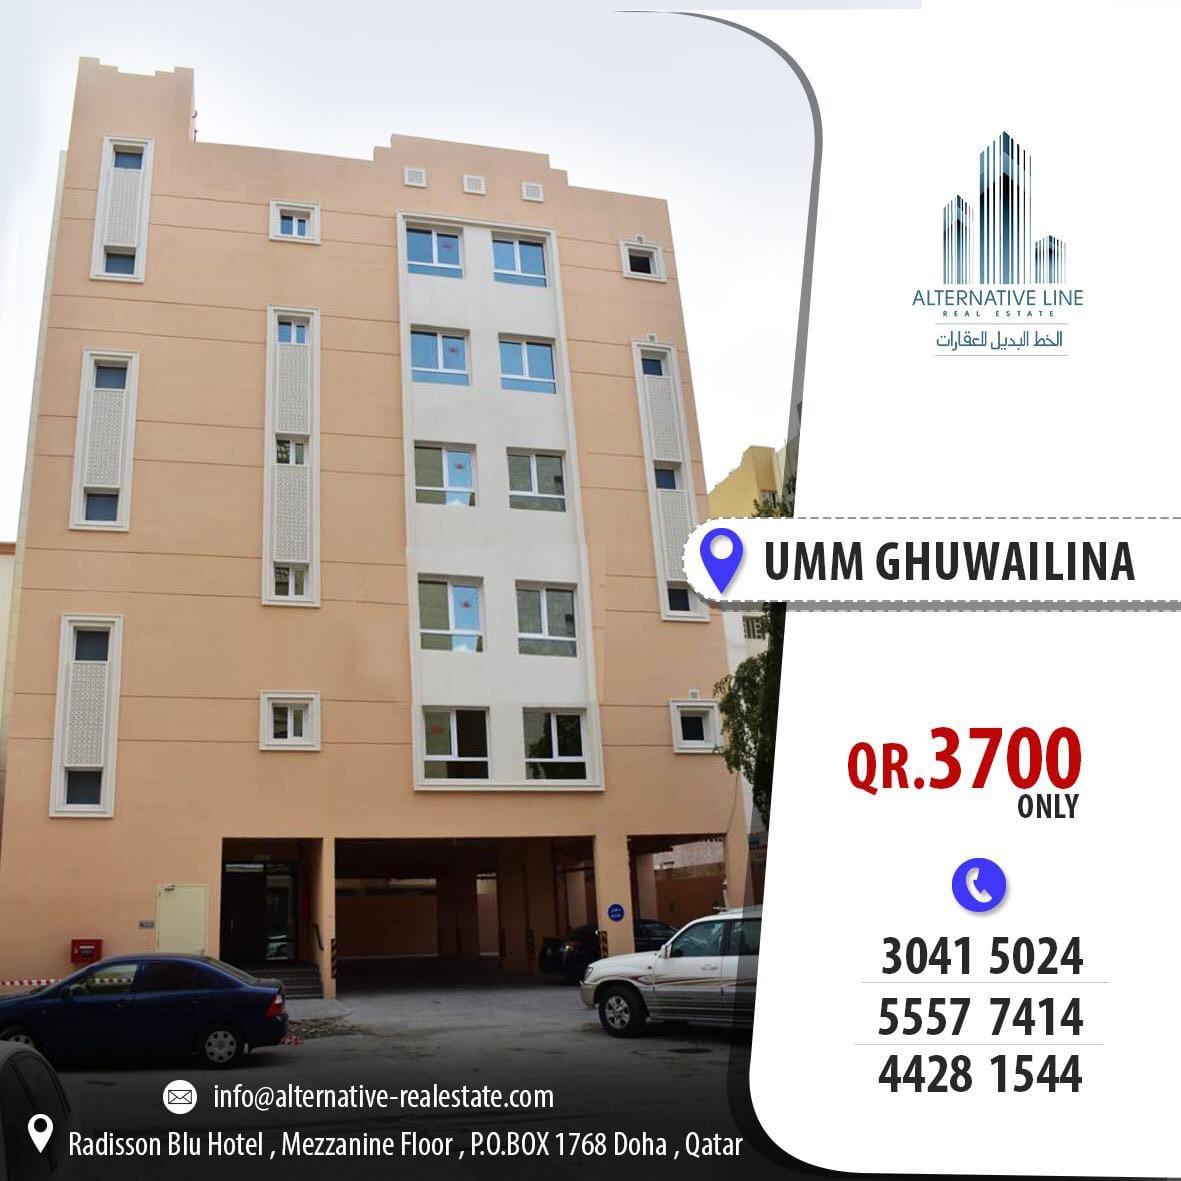 ALTERNATIVE LINE
REAL ESTATE
الخط البديل للعقارات
UMM GHUWAILINA
QR.3700
ONLY
3041 5024
5557 7414
4428 1544
info@alternative-realestate.com
Radisson Blu Hotel , Mezzanine Floor , P.O.BOX 1768 Doha , Qatar